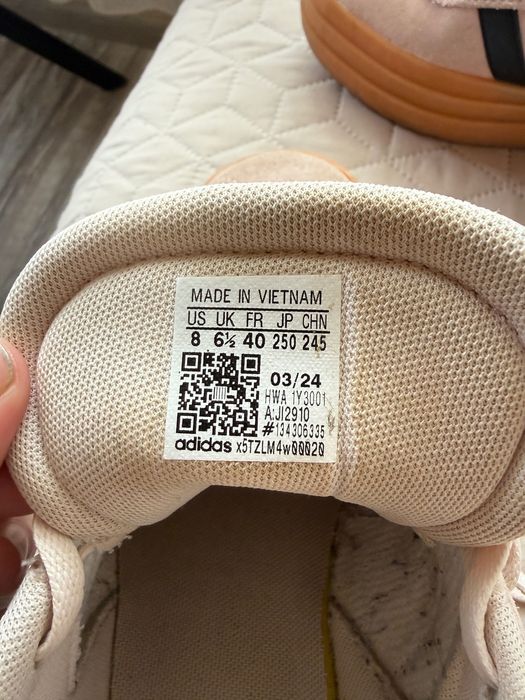 MADE IN VIETNAM
US UK FR JP CHN
8 6½ 40 250 245
03/24
HWA 1Y3001
A:JI2910
#134306335
adidas x5TZLM4w00020